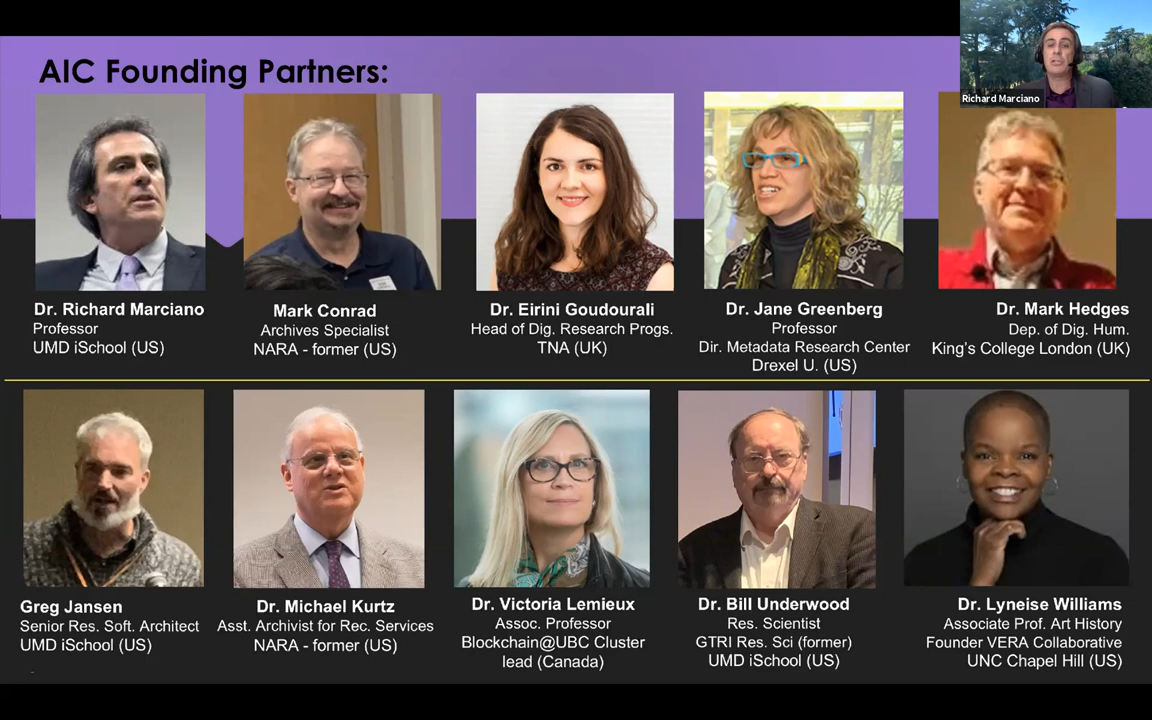 AIC Founding Partners:
Richard Marciano
Dr. Richard Marciano
Professor
UMD iSchool (US)
Mark Conrad
Archives Specialist
NARA - former (US)
Dr. Eirini Goudourali
Head of Dig. Research Progs.
TNA (UK)
Dr. Jane Greenberg
Professor
Dir. Metadata Research Center
Drexel U. (US)
Dr. Mark Hedges
Dep. of Dig. Hum.
King's College London (UK)
Greg Jansen
Senior Res. Soft. Architect
UMD iSchool (US)
Dr. Michael Kurtz
Asst. Archivist for Rec. Services
NARA - former (US)
Dr. Victoria Lemieux
Assoc. Professor
Blockchain@UBC Cluster
lead (Canada)
Dr. Bill Underwood
Res. Scientist
GTRI Res. Sci (former)
UMD iSchool (US)
Dr. Lyneise Williams
Associate Prof. Art History
Founder VERA Collaborative
UNC Chapel Hill (US)